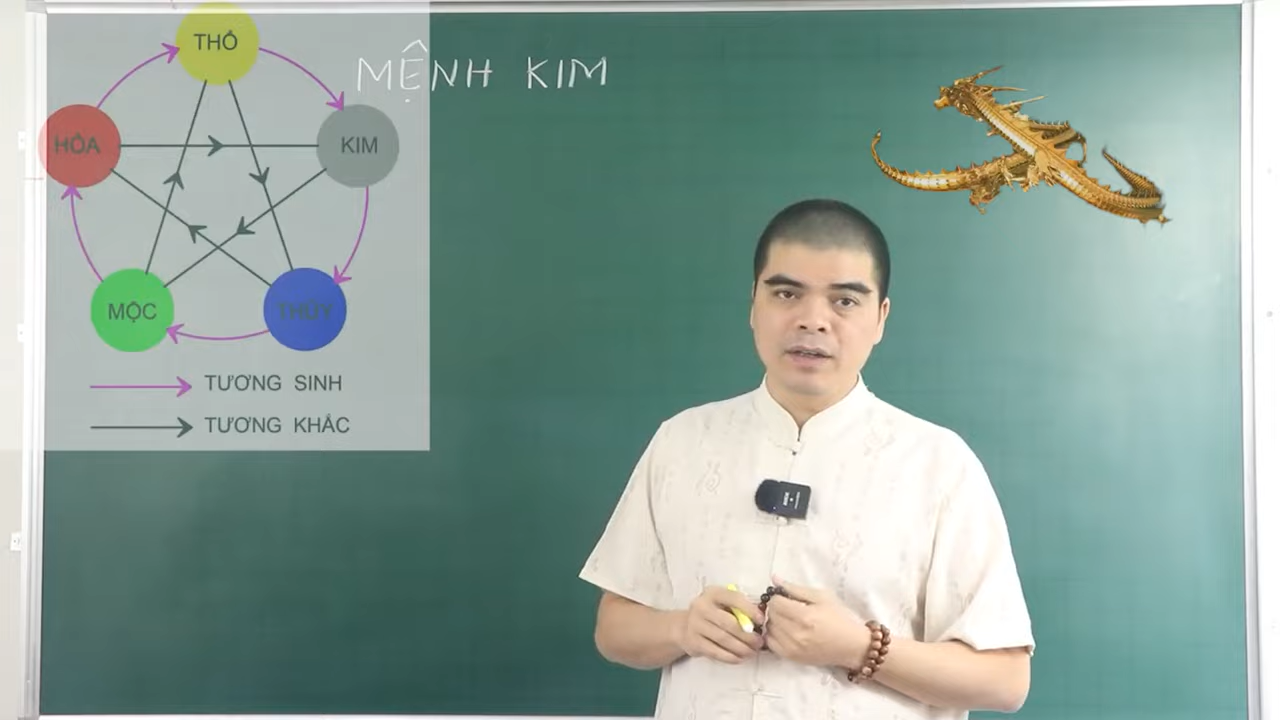 THỔ
MỆNH KIM
HỎA
KIM
MỘC
THỦY
TƯƠNG SINH
TƯƠNG KHẮC